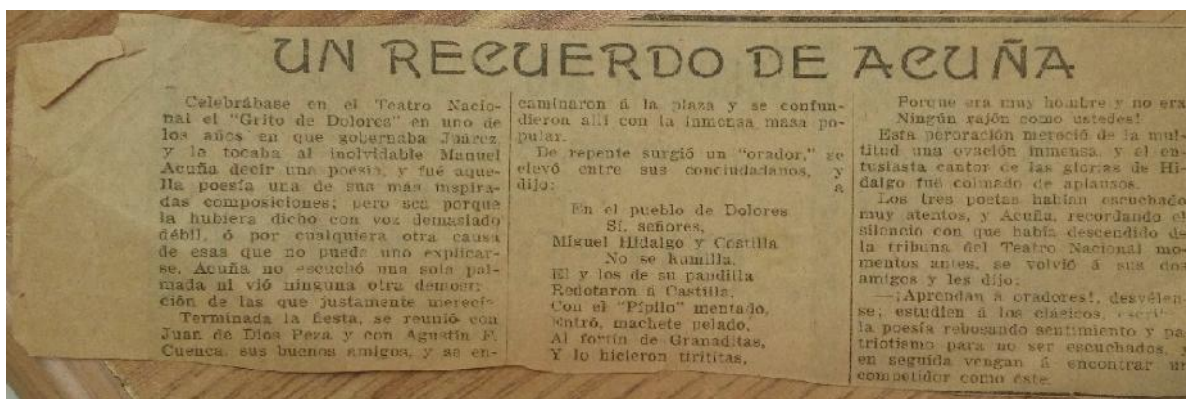 UN RECUERDO DE ACUÑA
Celebrábase en el Teatro Nacio-
nal el "Grito de Dolores" en uno de
los años en que gobernaba Juárez,
y le tocaba al inolvidable Manuel
Acuña decir una poesía, y fué aque-
lla poesía una de sus más inspira-
das composiciones; pero sea porque
la hubiera dicho con voz demasiado
débil, ó por cualquiera otra causa
de esas que no puede uno explicar-
se, Acuña no escuchó una sola pal-
mada ni vió ninguna otra demostr
ción de las que justamente merecía
Terminada la fiesta, se reunió con
Juan de Dios Peza y con Agustín F.
Cuenca, sus buenos amigos, y se en-
caminaron á la plaza y se confun-
dieron allí con la inmensa masa po-
pular.
De repente surgió un "orador," se
elevó entre sus conciudadanos, y
dijo: a
En el pueblo de Dolores
Sí, señores,
Miguel Hidalgo y Costilla
No se humilla,
El y los de su pandilla
Redotaron á Castilla,
Con el "Pípilo" mentado,
Entró, machete pelado,
Al fortín de Granaditas,
Y lo hicieron tirititas,
Porque era muy hombre y no era
Ningún rajón como ustedes!
Esta peroración mereció de la mul-
titud una ovación inmensa, y el en-
tusiasta cantor de las glorias de Hi-
dalgo fué colmado de aplausos.
Los tres poetas habían escuchado
muy atentos, y Acuña, recordando el
silencio con que había descendido de
la tribuna del Teatro Nacional mo-
mentos antes, se volvió á sus dos
amigos y les dijo:
—¡Aprendan á oradores!, desvélen-
se; estudien á los clásicos,
la poesía rebosando sentimiento y pa-
triotismo para no ser escuchados, y
en seguida vengan á encontrar un
competidor como éste.